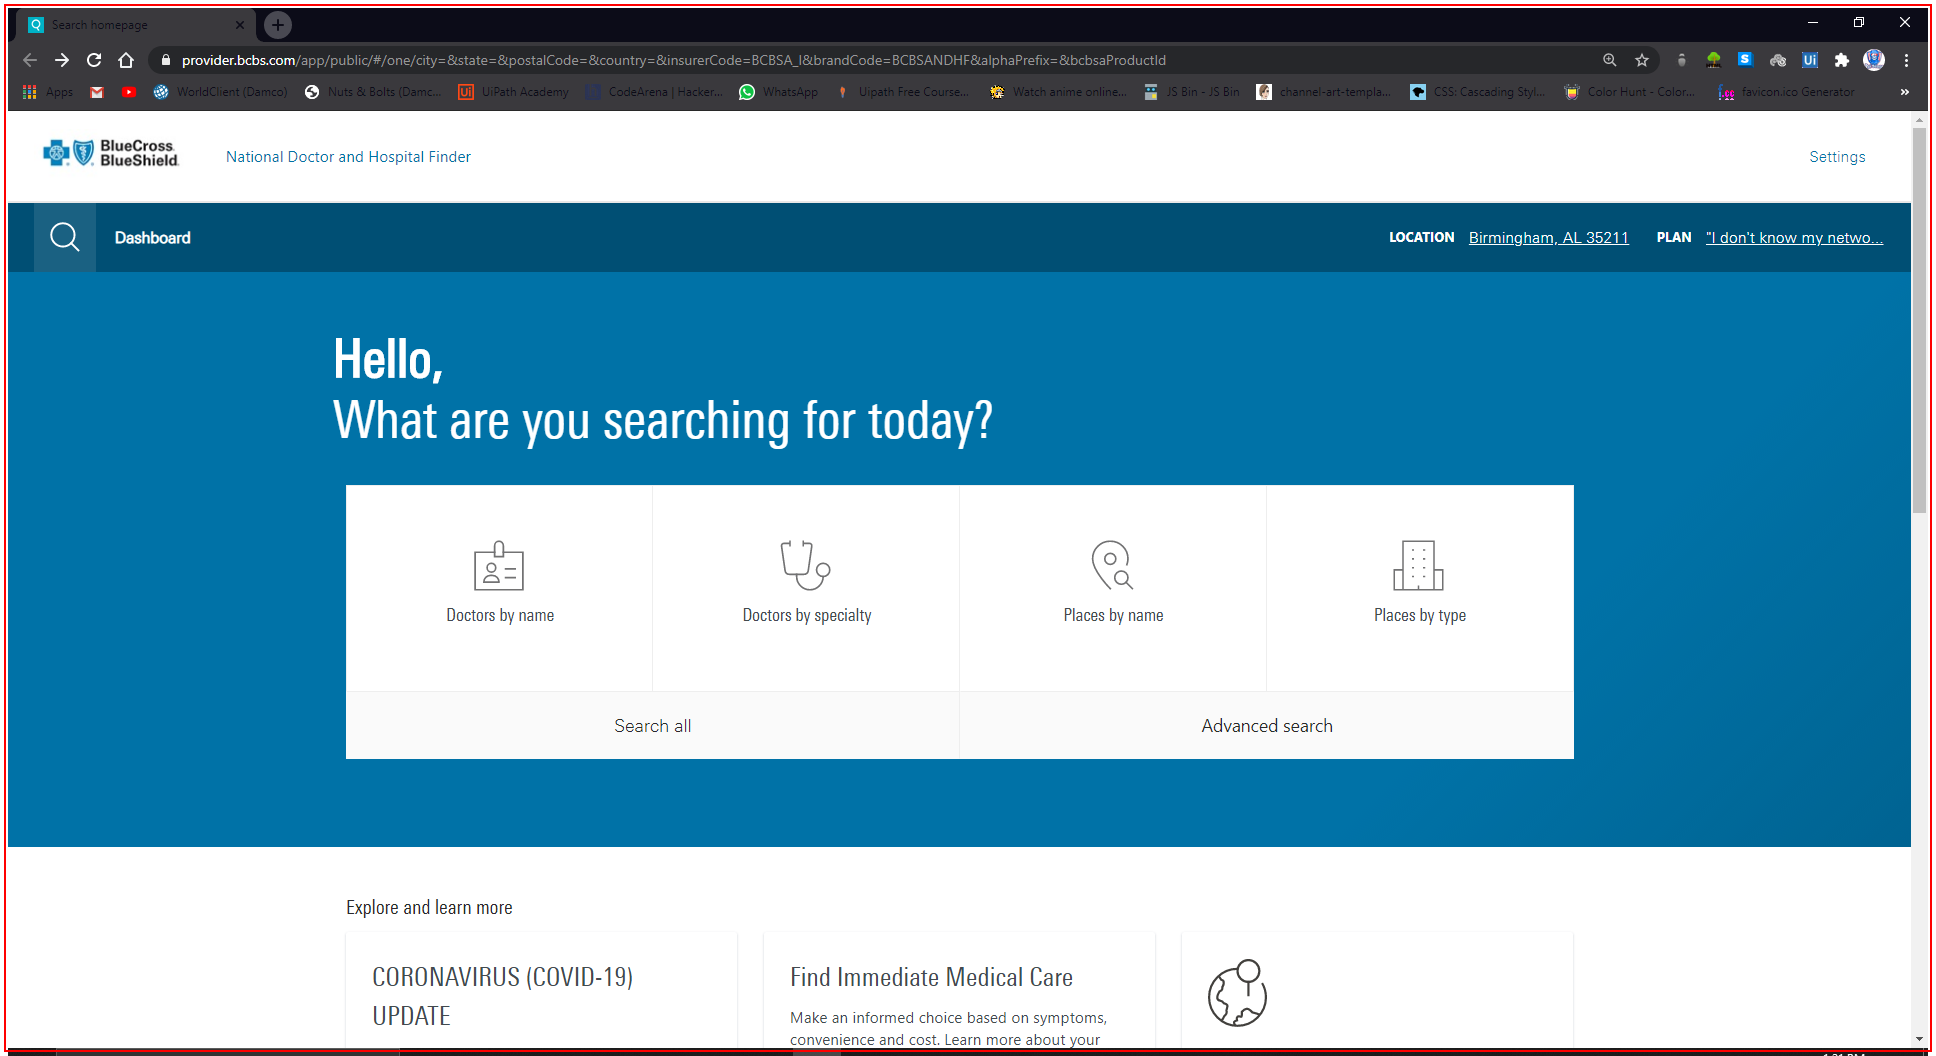 Search homepage
provider.bcbs.com/app/public/#/one/city=&state=&postalCode=&country=&insurerCode=BCBSA_I&brandCode=BCBSANDHF&alphaPrefix=&bcbsaProductId
Apps
WorldClient (Damco)
Nuts & Bolts (Damc...
UiPath Academy
CodeArena | Hacker...
WhatsApp
Uipath Free Course...
Watch anime online...
JS Bin - JS Bin
channel-art-templa...
CSS: Cascading Styl...
Color Hunt - Color...
favicon.ico Generator
BlueCross
BlueShield
National Doctor and Hospital Finder
Settings
Dashboard
LOCATION Birmingham, AL 35211 PLAN "I don't know my netwo...
Hello,
What are you searching for today?
Doctors by name
Doctors by specialty
Places by name
Places by type
Search all
Advanced search
Explore and learn more
CORONAVIRUS (COVID-19)
UPDATE
Find Immediate Medical Care
Make an informed choice based on symptoms,
convenience and cost. Learn more about your